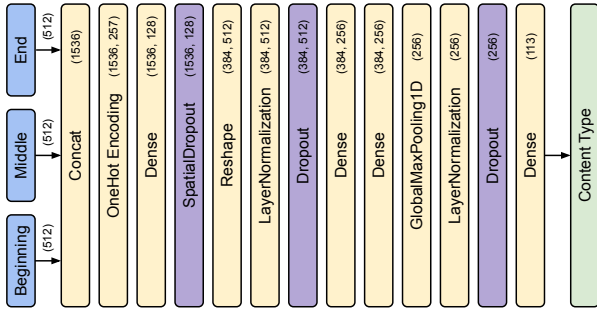 End
(512)
Middle
(512)
Beginning
(512)
Concat
(1536)
OneHot Encoding
(1536, 257)
Dense
(1536, 128)
SpatialDropout
(1536, 128)
Reshape
(384, 512)
LayerNormalization
(384, 512)
Dropout
(384, 512)
Dense
(384, 256)
Dense
(384, 256)
GlobalMaxPooling1D
(256)
LayerNormalization
(256)
Dropout
(256)
Dense
(113)
Content Type